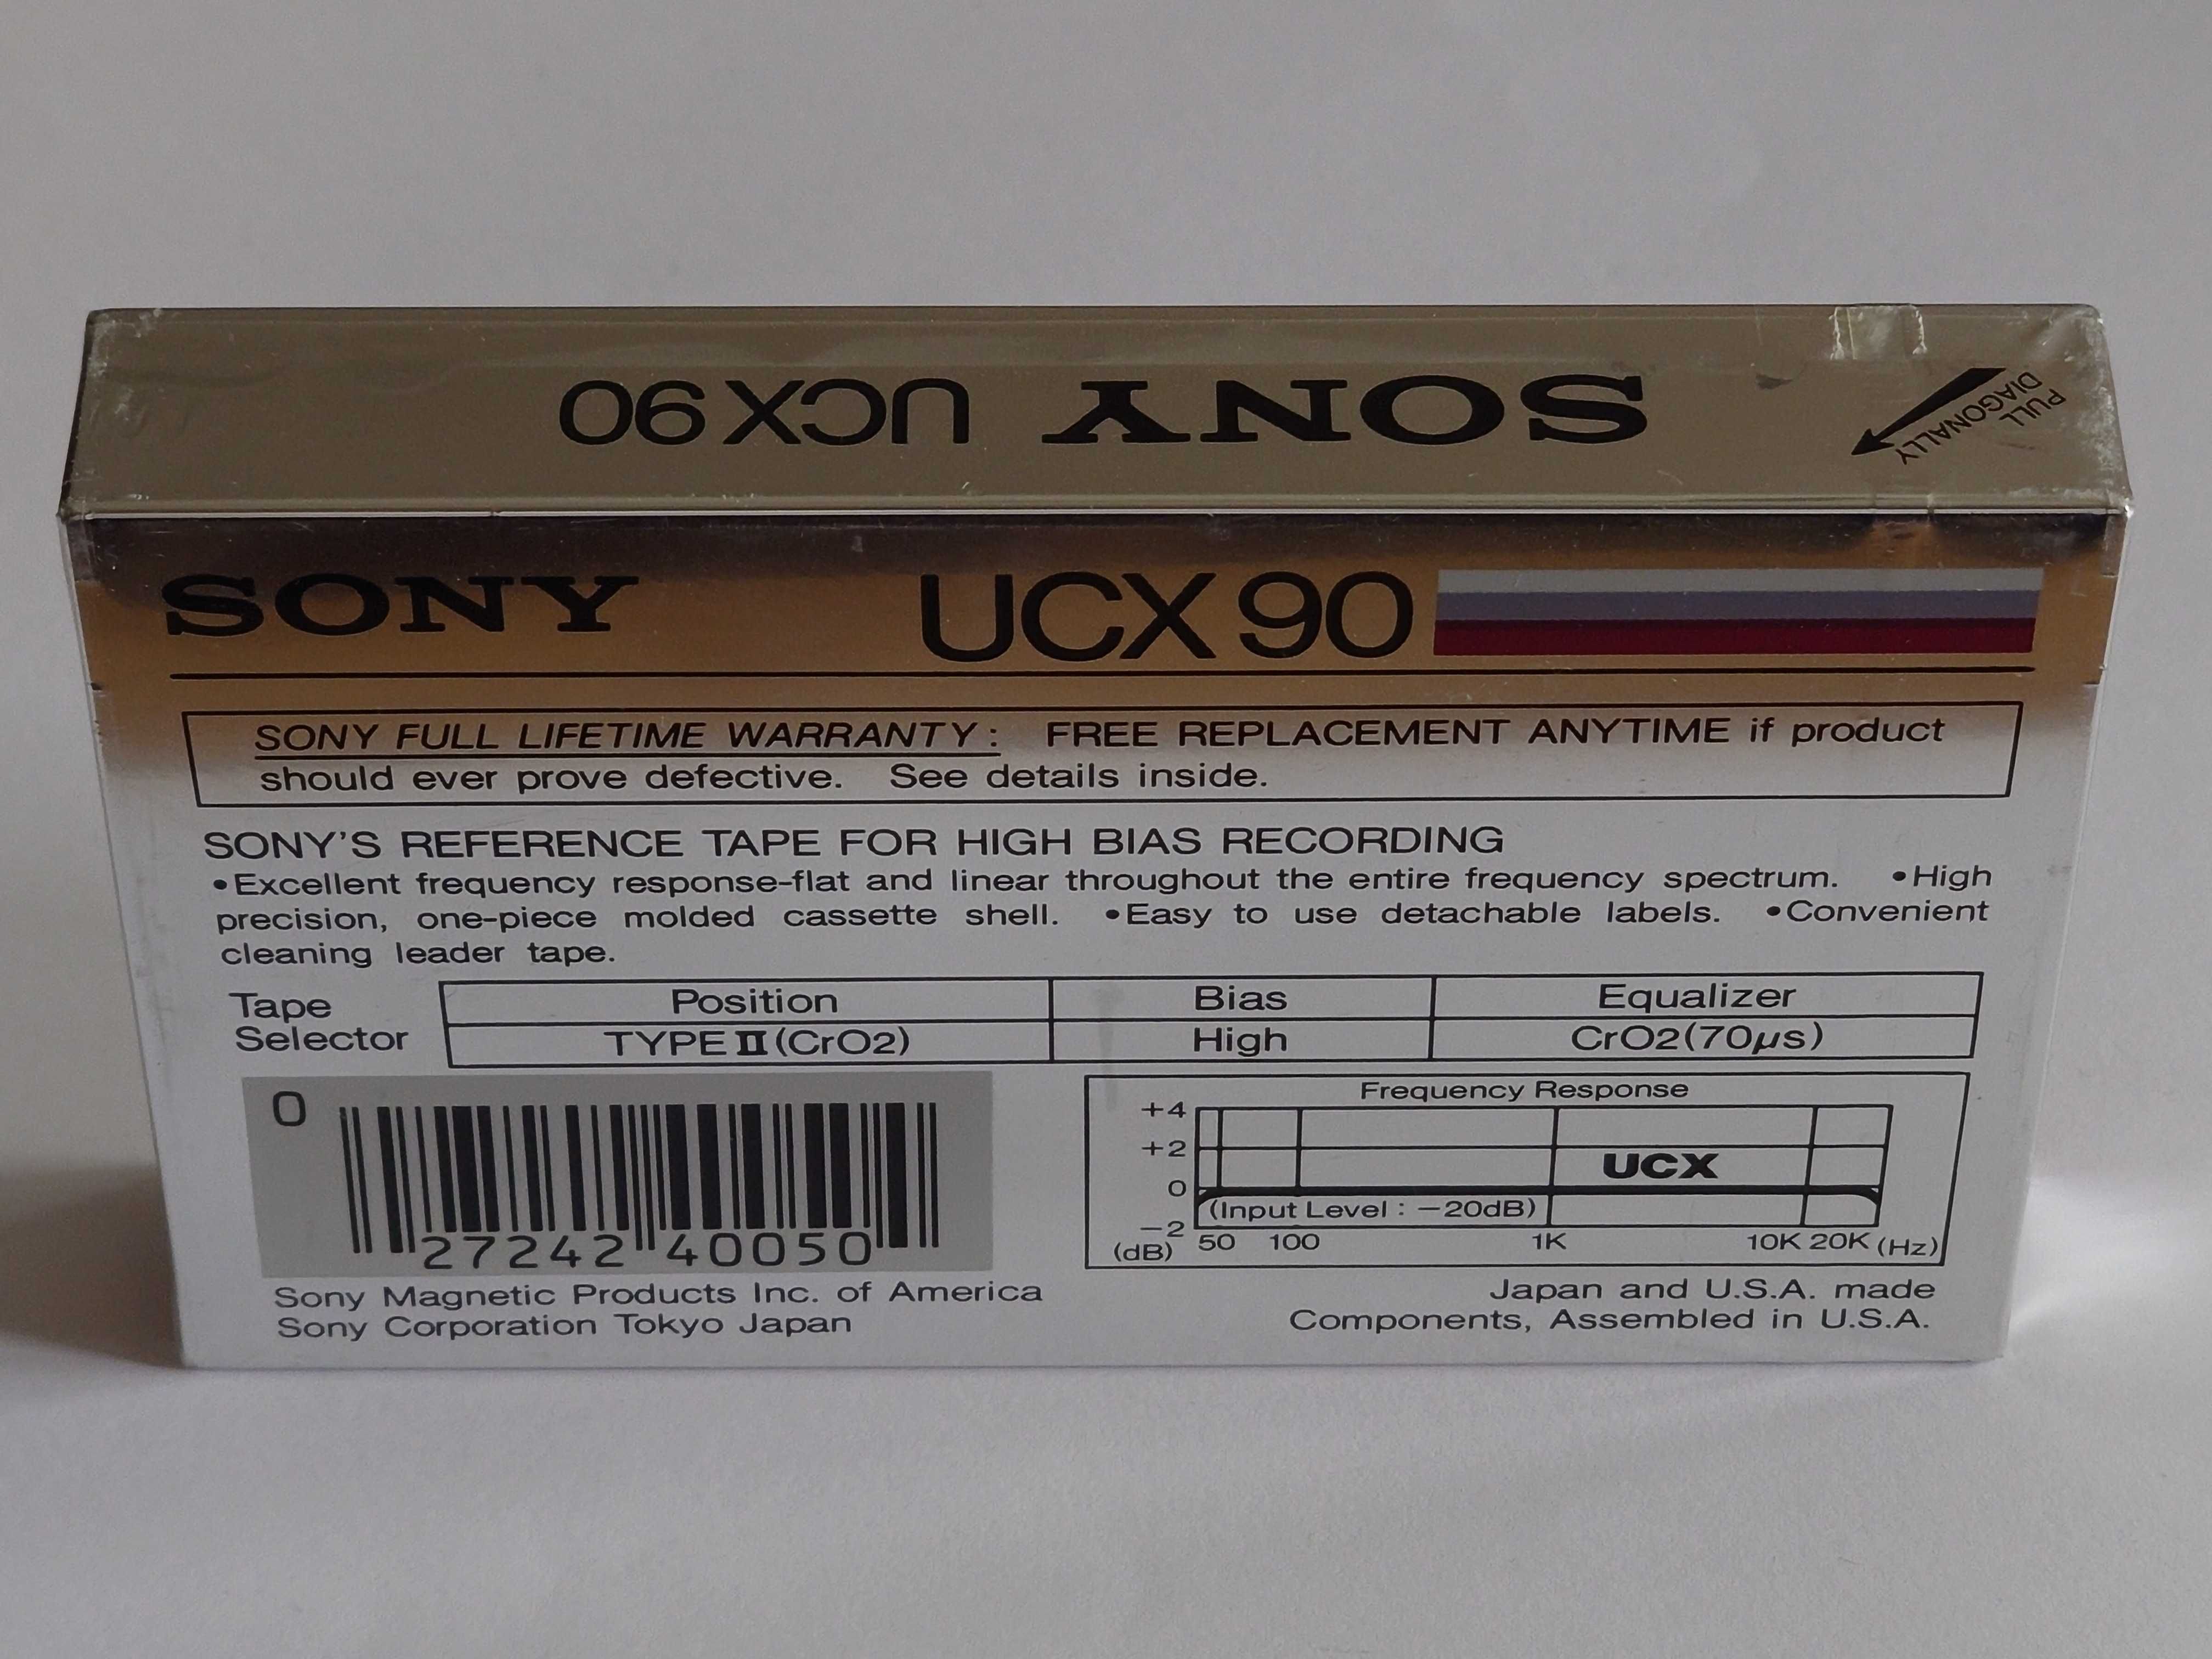 SONY UCX90
PULL
DIAGONALLY
SONY UCX90
SONY FULL LIFETIME WARRANTY: FREE REPLACEMENT ANYTIME if product
should ever prove defective. See details inside.
SONY'S REFERENCE TAPE FOR HIGH BIAS RECORDING
•Excellent frequency response-flat and linear throughout the entire frequency spectrum. •High
precision, one-piece molded cassette shell. •Easy to use detachable labels. •Convenient
cleaning leader tape.
Tape
Selector
Position Bias Equalizer
TYPE II (CrO2) High CrO2(70μs)
0
27242 40050
Frequency Response
+4
+2
UCX
0
(Input Level : −20dB)
−2
(dB) 50 100 1K 10K 20K (Hz)
Sony Magnetic Products Inc. of America
Sony Corporation Tokyo Japan
Japan and U.S.A. made
Components, Assembled in U.S.A.